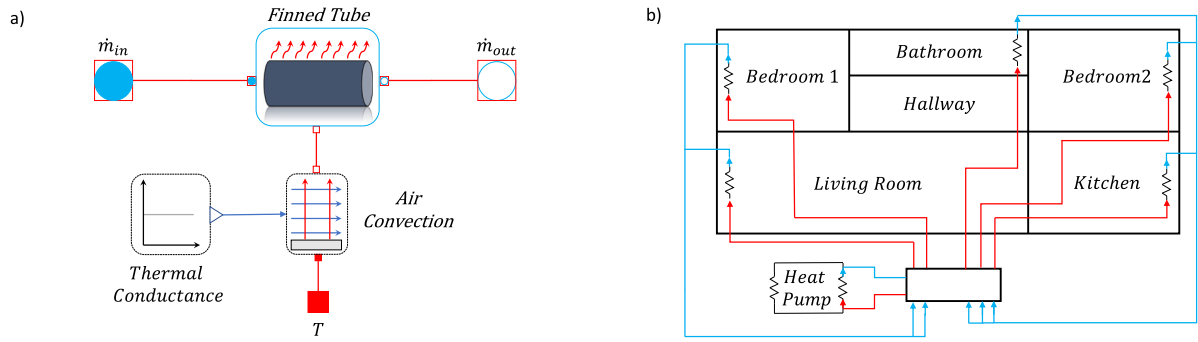 a)
Finned Tube
ṁin
ṁout
Air
Convection
Thermal
Conductance
T
b)
Bathroom
Bedroom 1
Bedroom2
Hallway
Living Room
Kitchen
Heat
Pump